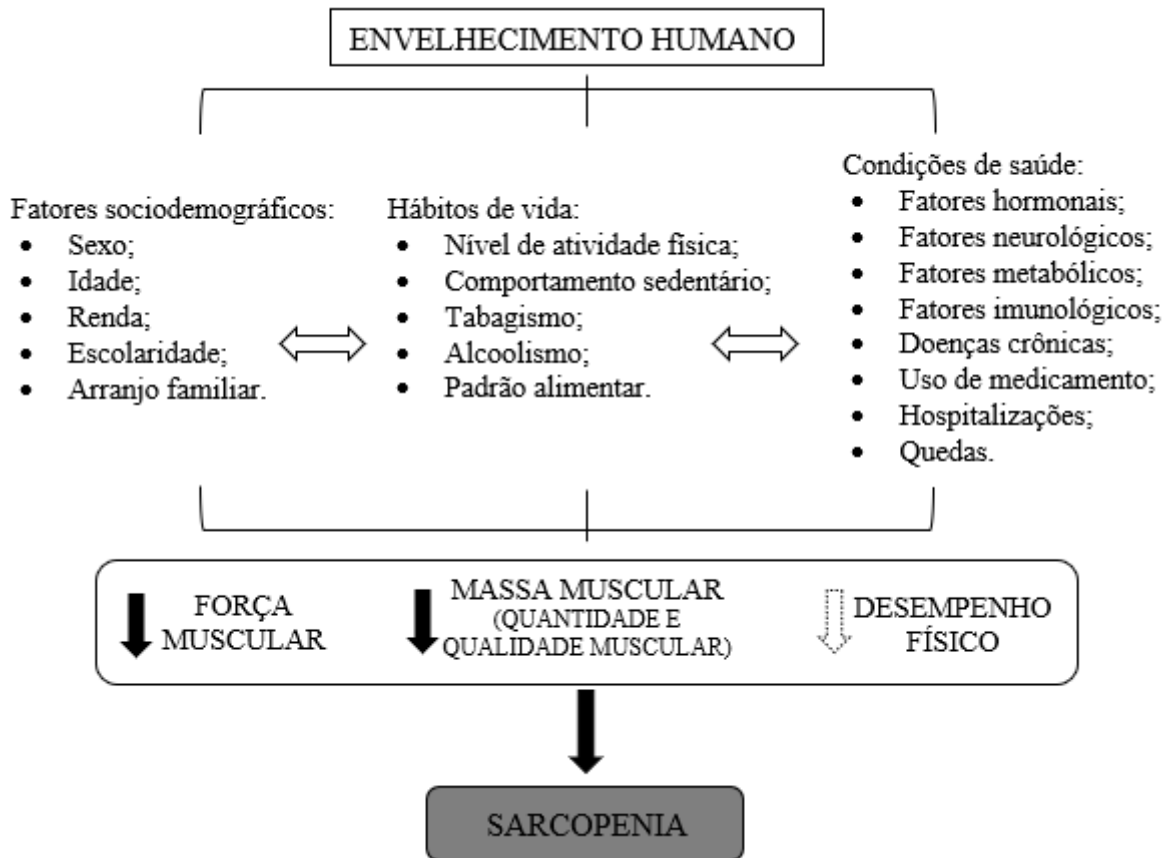 ENVELHECIMENTO HUMANO
Fatores sociodemográficos:
• Sexo;
• Idade;
• Renda;
• Escolaridade;
• Arranjo familiar.
Hábitos de vida:
• Nível de atividade física;
• Comportamento sedentário;
• Tabagismo;
• Alcoolismo;
• Padrão alimentar.
Condições de saúde:
• Fatores hormonais;
• Fatores neurológicos;
• Fatores metabólicos;
• Fatores imunológicos;
• Doenças crônicas;
• Uso de medicamento;
• Hospitalizações;
• Quedas.
FORÇA
MUSCULAR
MASSA MUSCULAR
(QUANTIDADE E
QUALIDADE MUSCULAR)
DESEMPENHO
FÍSICO
SARCOPENIA